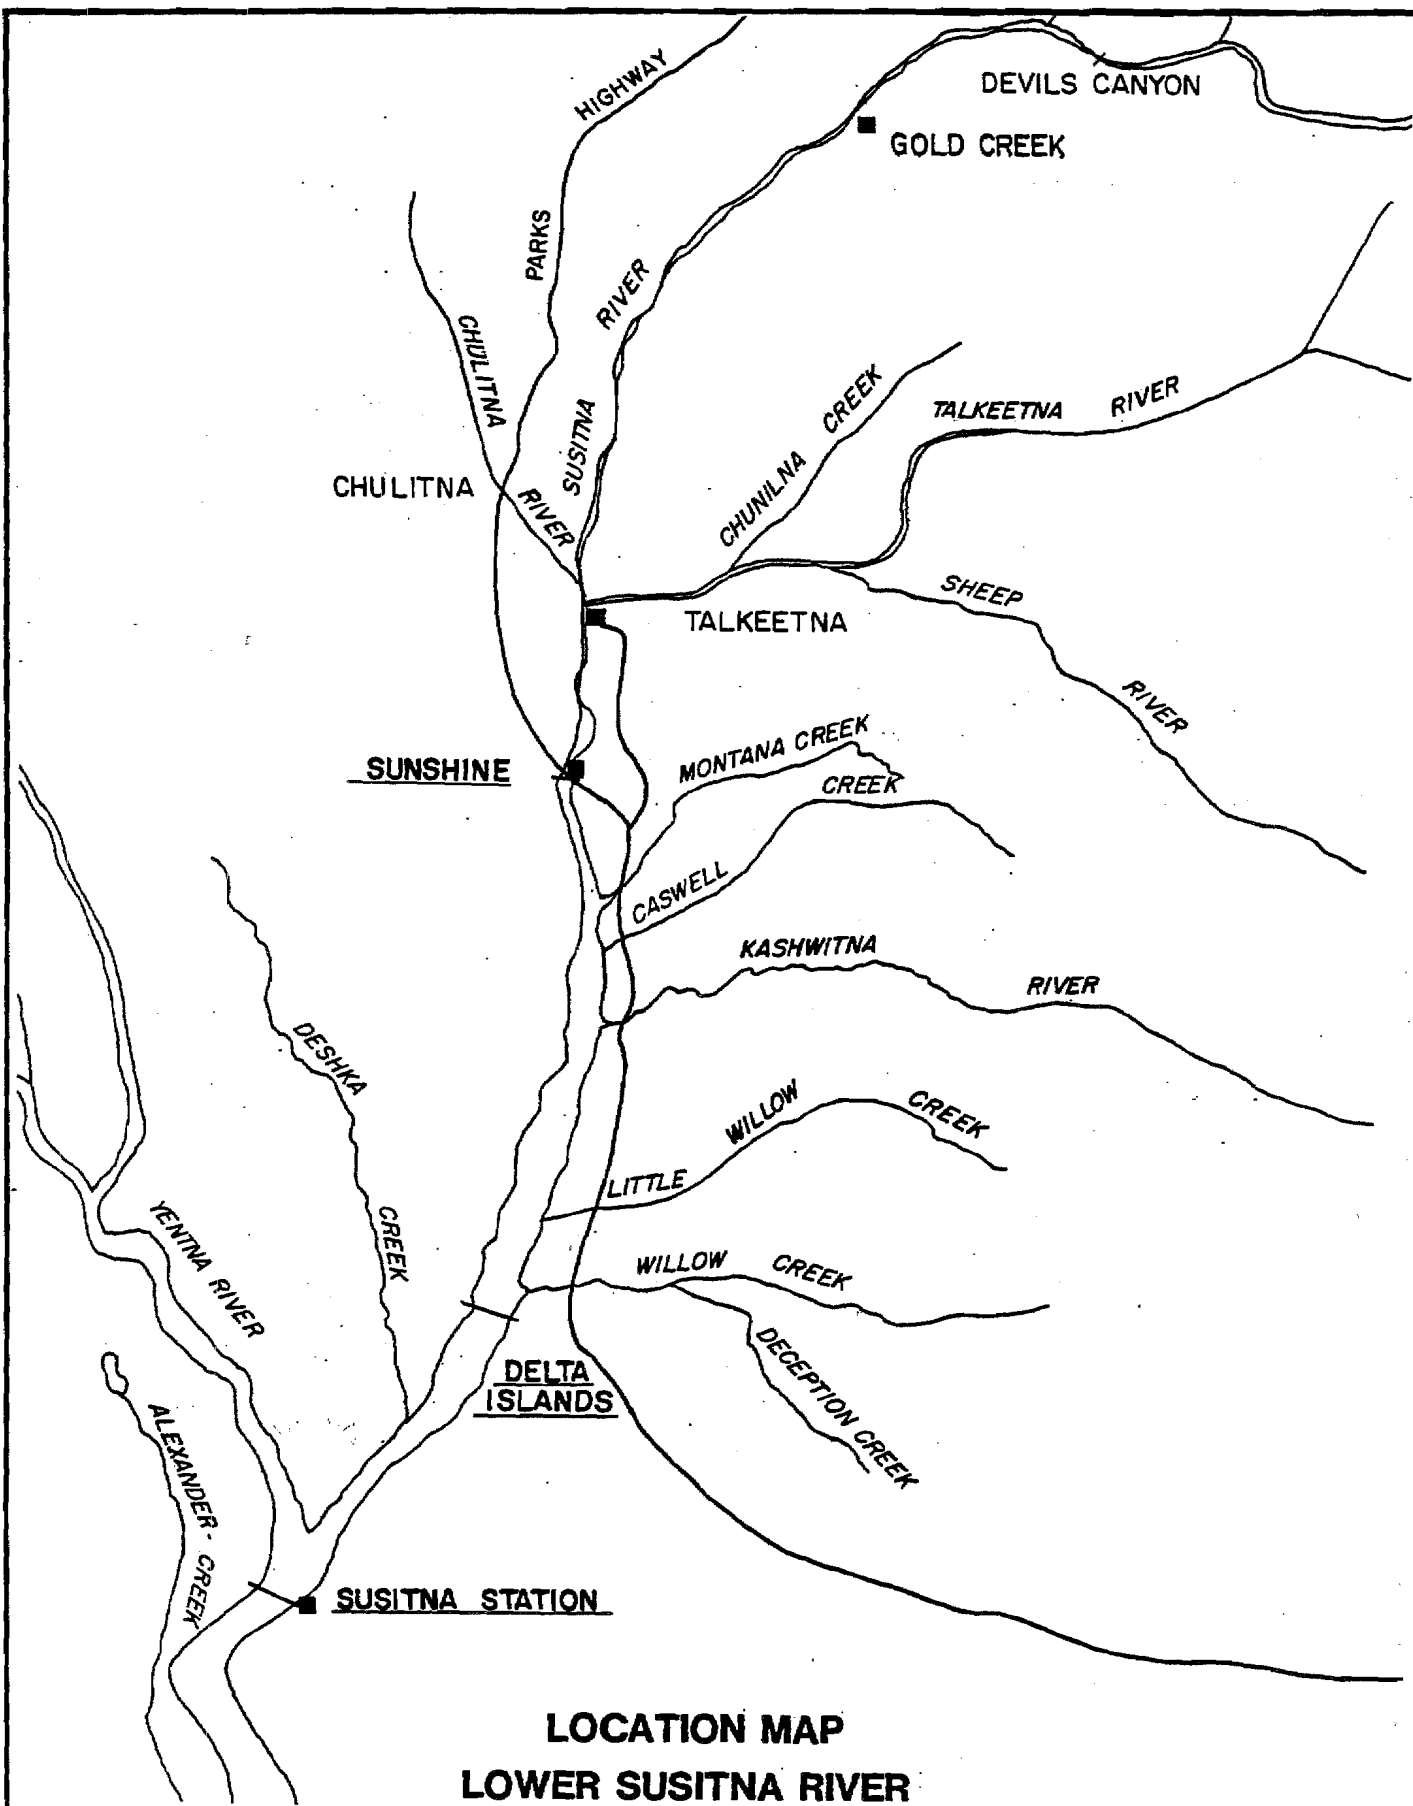 DEVILS CANYON
HIGHWAY
GOLD CREEK
PARKS
RIVER
CHULITNA
CREEK
TALKEETNA RIVER
SUSITNA
CHULITNA
CHUNILNA
RIVER
SHEEP
TALKEETNA
RIVER
MONTANA CREEK
SUNSHINE
CREEK
CASWELL
KASHWITNA
RIVER
DESHKA
WILLOW
CREEK
LITTLE
YENTNA RIVER
CREEK
WILLOW CREEK
DECEPTION CREEK
DELTA
ISLANDS
ALEXANDER-CREEK
SUSITNA STATION
LOCATION MAP
LOWER SUSITNA RIVER